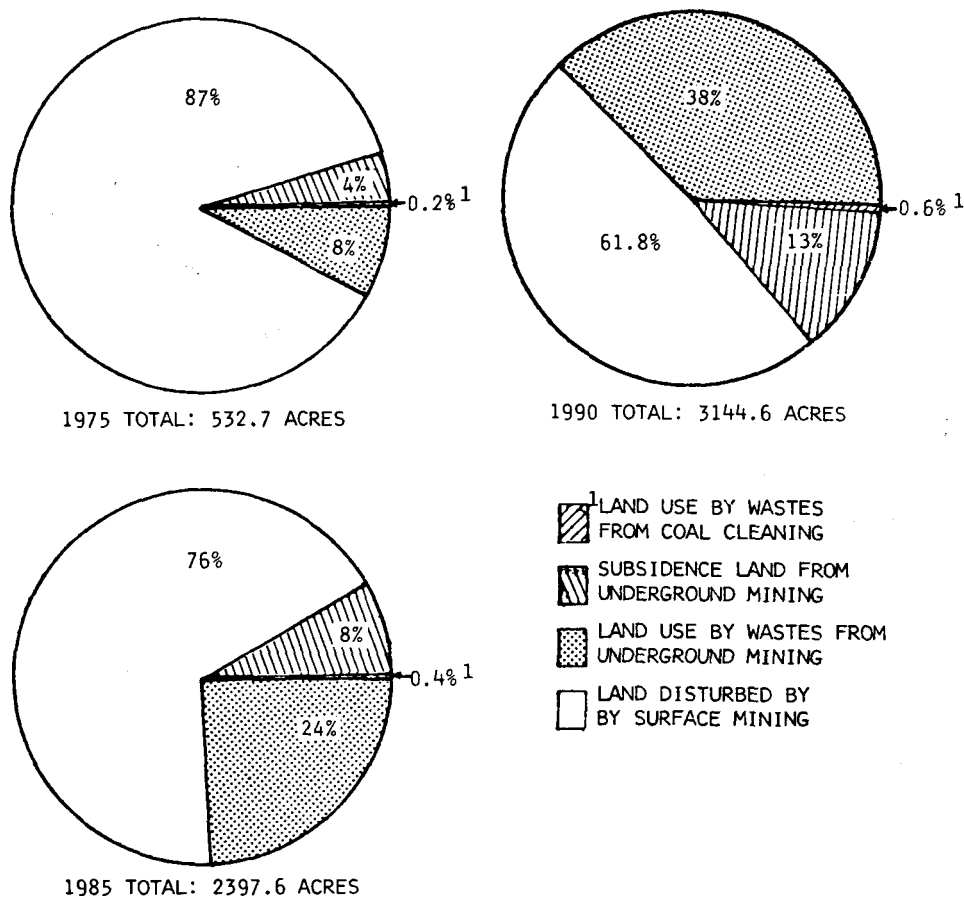 87%
4%
0.2% 1
8%
1975 TOTAL: 532.7 ACRES
38%
0.6% 1
61.8%
13%
1990 TOTAL: 3144.6 ACRES
76%
8%
0.4% 1
24%
1985 TOTAL: 2397.6 ACRES
1 LAND USE BY WASTES
FROM COAL CLEANING
SUBSIDENCE LAND FROM
UNDERGROUND MINING
LAND USE BY WASTES FROM
UNDERGROUND MINING
LAND DISTURBED BY
BY SURFACE MINING